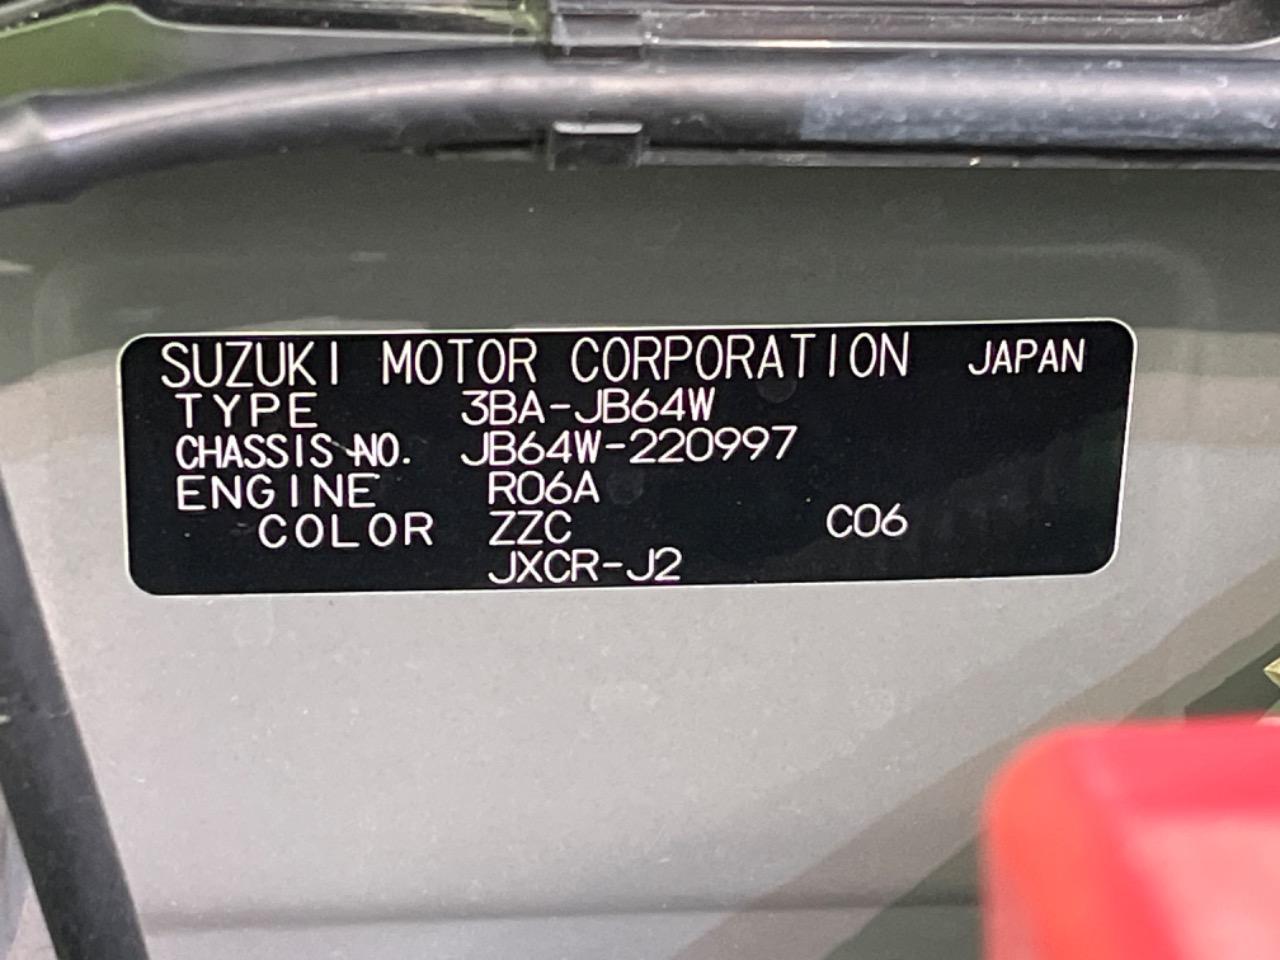 SUZUKI MOTOR CORPORATION JAPAN
TYPE 3BA-JB64W
CHASSIS NO. JB64W-220997
ENGINE R06A
COLOR ZZC C06
JXCR-J2